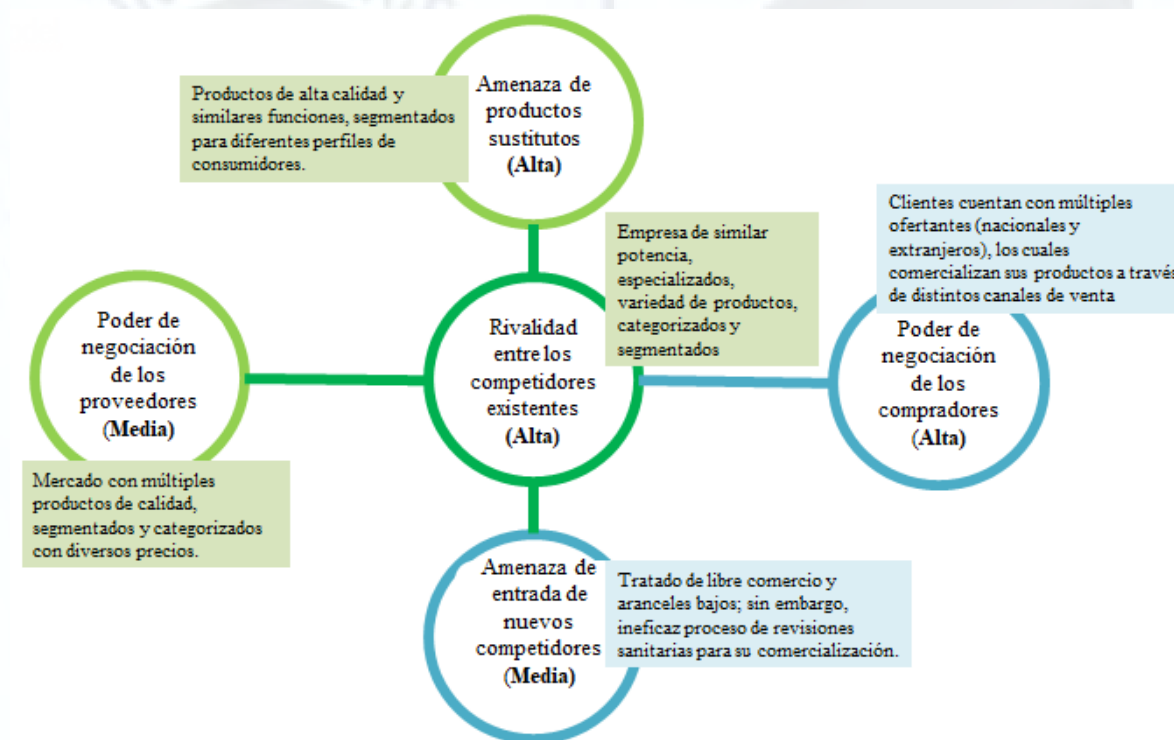 Amenaza de
productos
sustitutos
(Alta)
Productos de alta calidad y
similares funciones, segmentados
para diferentes perfiles de
consumidores.
Clientes cuentan con múltiples
ofertantes (nacionales y
extranjeros), los cuales
comercializan sus productos a través
de distintos canales de venta
Empresa de similar
potencia,
especializados,
variedad de productos,
categorizados y
segmentados
Poder de
negociación
de los
proveedores
(Media)
Rivalidad
entre los
competidores
existentes
(Alta)
Poder de
negociación
de los
compradores
(Alta)
Mercado con múltiples
productos de calidad,
segmentados y categorizados
con diversos precios.
Amenaza de
entrada de
nuevos
competidores
(Media)
Tratado de libre comercio y
aranceles bajos; sin embargo,
ineficaz proceso de revisiones
sanitarias para su comercialización.